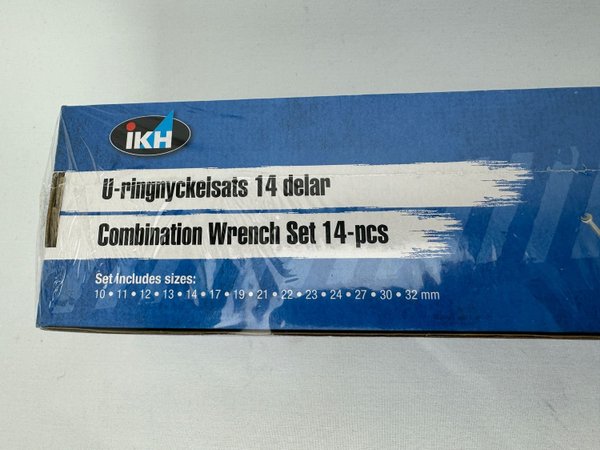 IKH
U-ringnyckelsats 14 delar
Combination Wrench Set 14-pcs
Set includes sizes:
10 • 11 • 12 • 13 • 14 • 17 • 19 • 21 • 22 • 23 • 24 • 27 • 30 • 32 mm